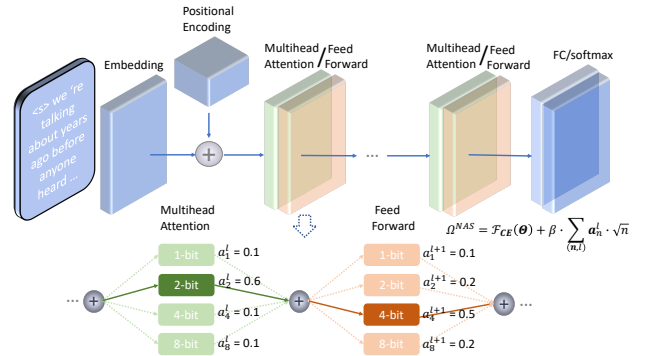 Positional
Encoding
Embedding
Multihead / Feed
Attention / Forward
Multihead / Feed
Attention / Forward
FC/softmax
<s> we 're
talking
about years
ago before
anyone
heard ...
+
...
Multihead
Attention
Feed
Forward
Ω^{NAS} = ℱ_{CE}(Θ) + β · ∑_{(n,l)} a_n^l · √n
1-bit a_1^l = 0.1
2-bit a_2^l = 0.6
4-bit a_4^l = 0.1
8-bit a_8^l = 0.1
1-bit a_1^{l+1} = 0.1
2-bit a_2^{l+1} = 0.2
4-bit a_4^{l+1} = 0.5
8-bit a_8^{l+1} = 0.2
... + + + ...